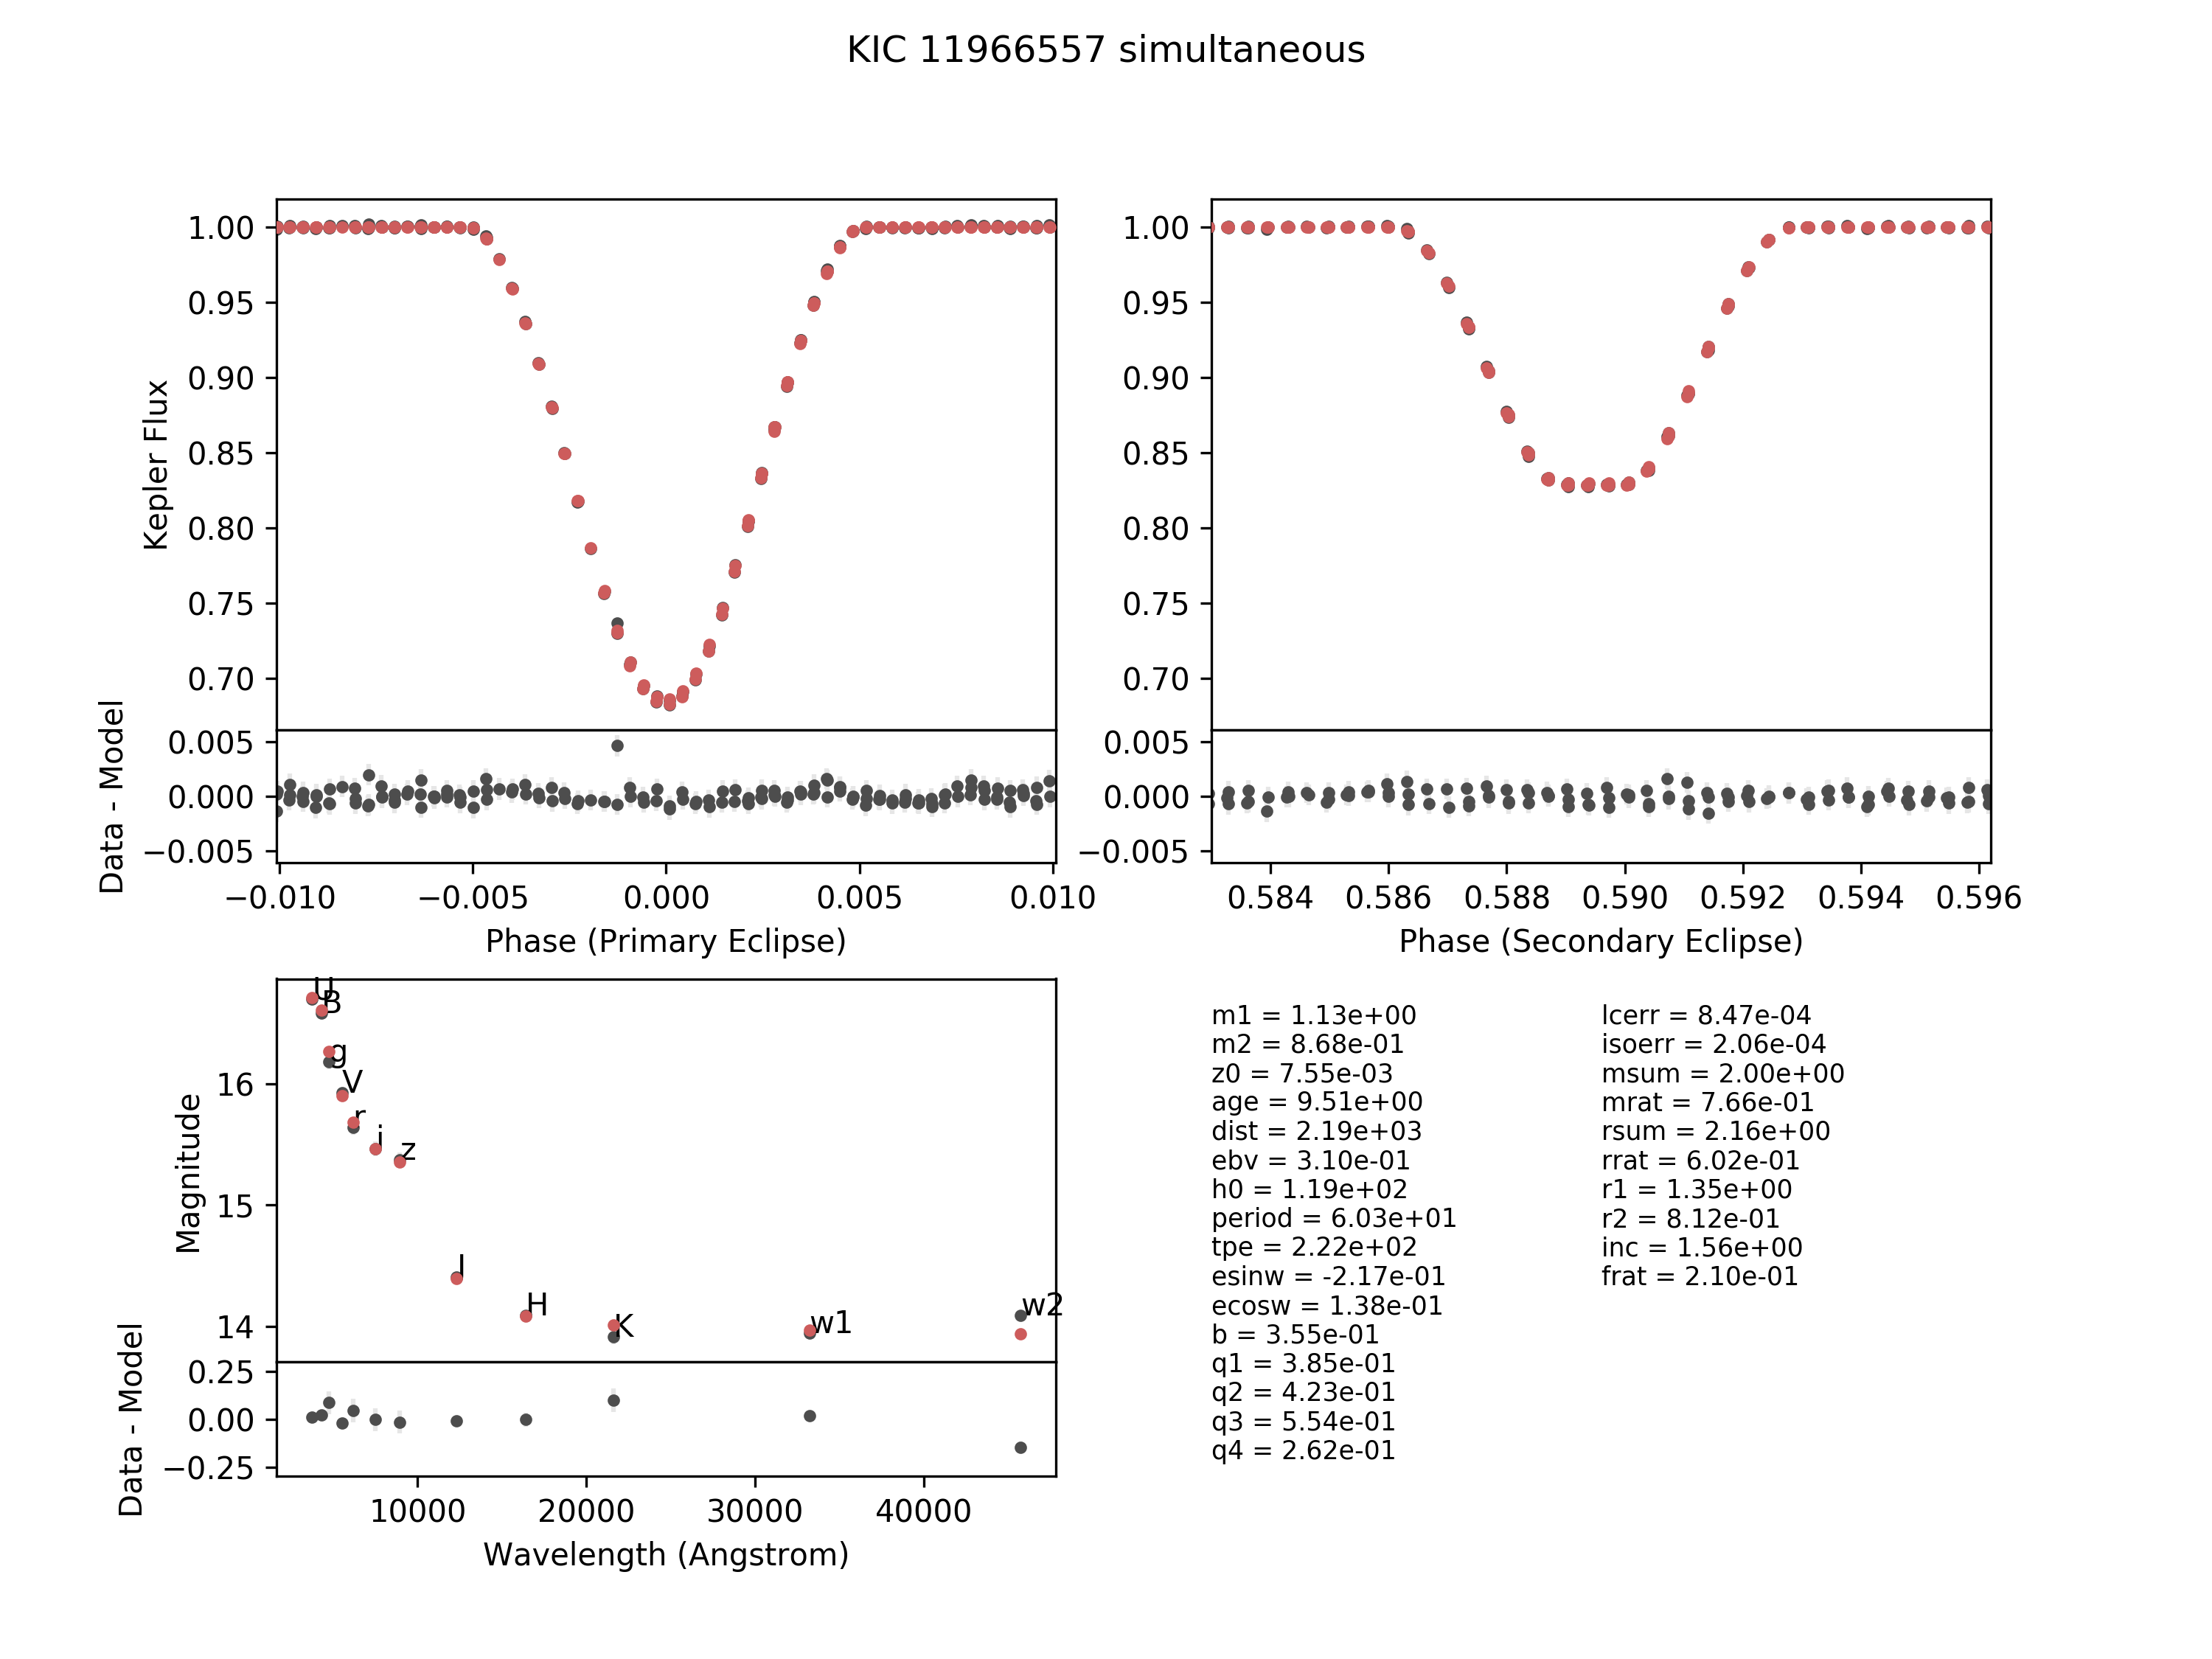 KIC 11966557 simultaneous
1.00
0.95
0.90
0.85
0.80
0.75
0.70
Kepler Flux
0.005
0.000
−0.005
Data - Model
−0.010 −0.005 0.000 0.005 0.010
Phase (Primary Eclipse)
1.00
0.95
0.90
0.85
0.80
0.75
0.70
0.005
0.000
−0.005
0.584 0.586 0.588 0.590 0.592 0.594 0.596
Phase (Secondary Eclipse)
U
B
g
V
r
i
z
J
H
K
w1
w2
16
15
14
Magnitude
0.25
0.00
−0.25
Data - Model
10000 20000 30000 40000
Wavelength (Angstrom)
m1 = 1.13e+00
m2 = 8.68e-01
z0 = 7.55e-03
age = 9.51e+00
dist = 2.19e+03
ebv = 3.10e-01
h0 = 1.19e+02
period = 6.03e+01
tpe = 2.22e+02
esinw = -2.17e-01
ecosw = 1.38e-01
b = 3.55e-01
q1 = 3.85e-01
q2 = 4.23e-01
q3 = 5.54e-01
q4 = 2.62e-01
lcerr = 8.47e-04
isoerr = 2.06e-04
msum = 2.00e+00
mrat = 7.66e-01
rsum = 2.16e+00
rrat = 6.02e-01
r1 = 1.35e+00
r2 = 8.12e-01
inc = 1.56e+00
frat = 2.10e-01